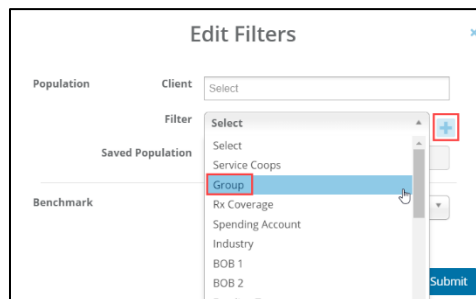 Edit Filters
Population Client Select
Filter Select
Select
Saved Population
Service Coops
Group
Rx Coverage
Benchmark
Spending Account
Industry
BOB 1
BOB 2
Submit